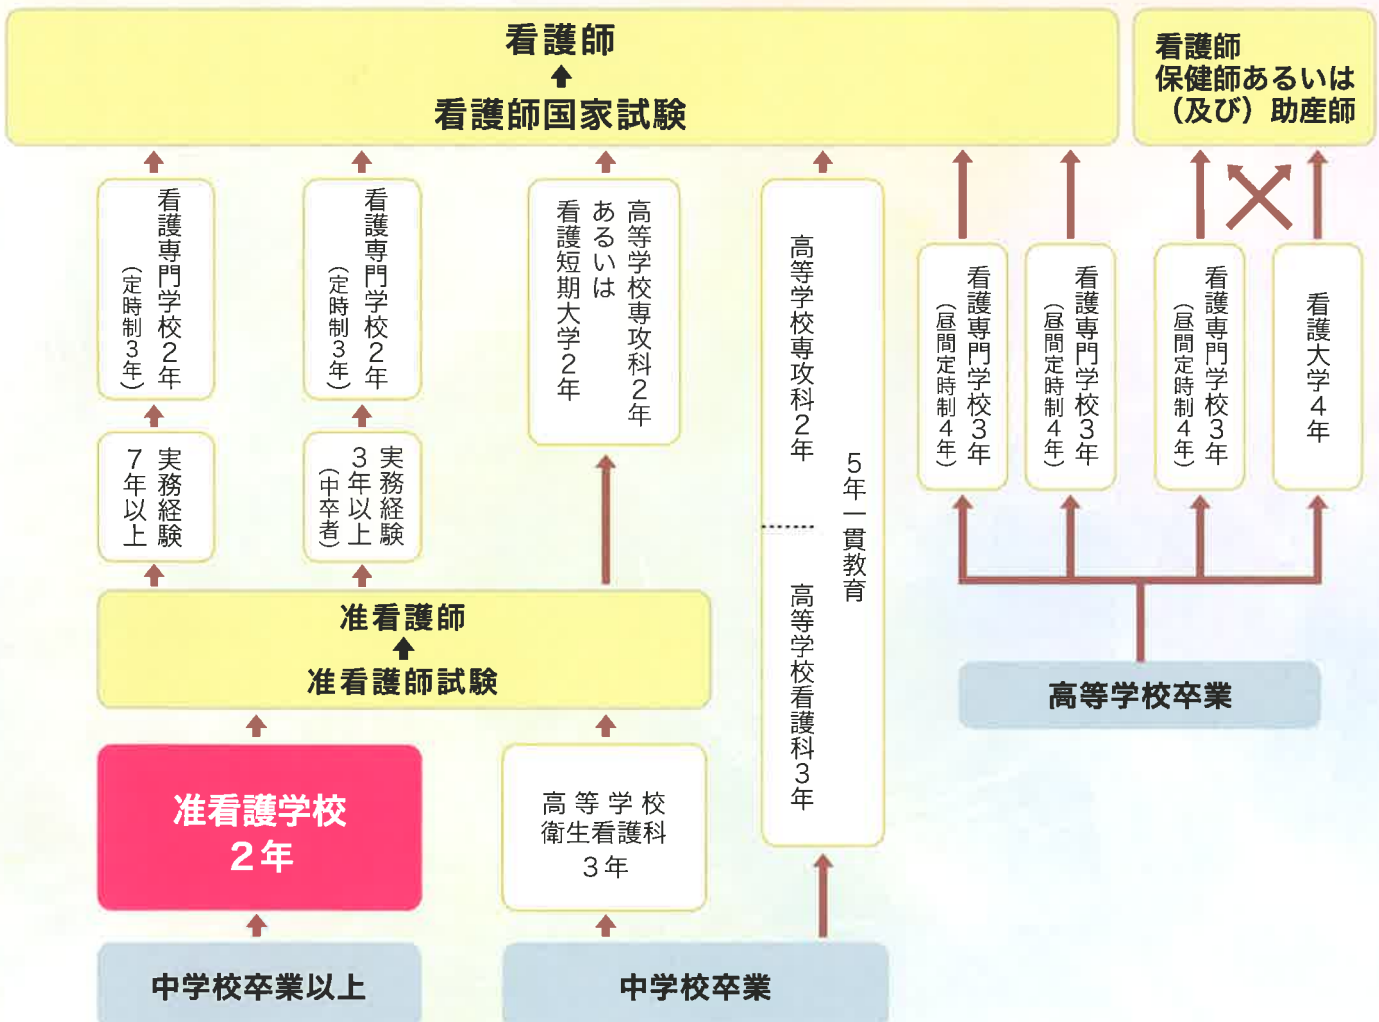 看護師
看護師国家試験
看護師
保健師あるいは
（及び）助産師
看護専門学校２年
（定時制３年）
看護専門学校２年
（定時制３年）
高等学校専攻科２年
あるいは
看護短期大学２年
高等学校専攻科２年
５年一貫教育
高等学校看護科３年
看護専門学校３年
（昼間定時制４年）
看護専門学校３年
（昼間定時制４年）
看護専門学校３年
（昼間定時制４年）
看護大学４年
実務経験
７年以上
実務経験
３年以上
（中卒者）
准看護師
准看護師試験
高等学校卒業
准看護学校
２年
高等学校
衛生看護科
３年
中学校卒業以上
中学校卒業